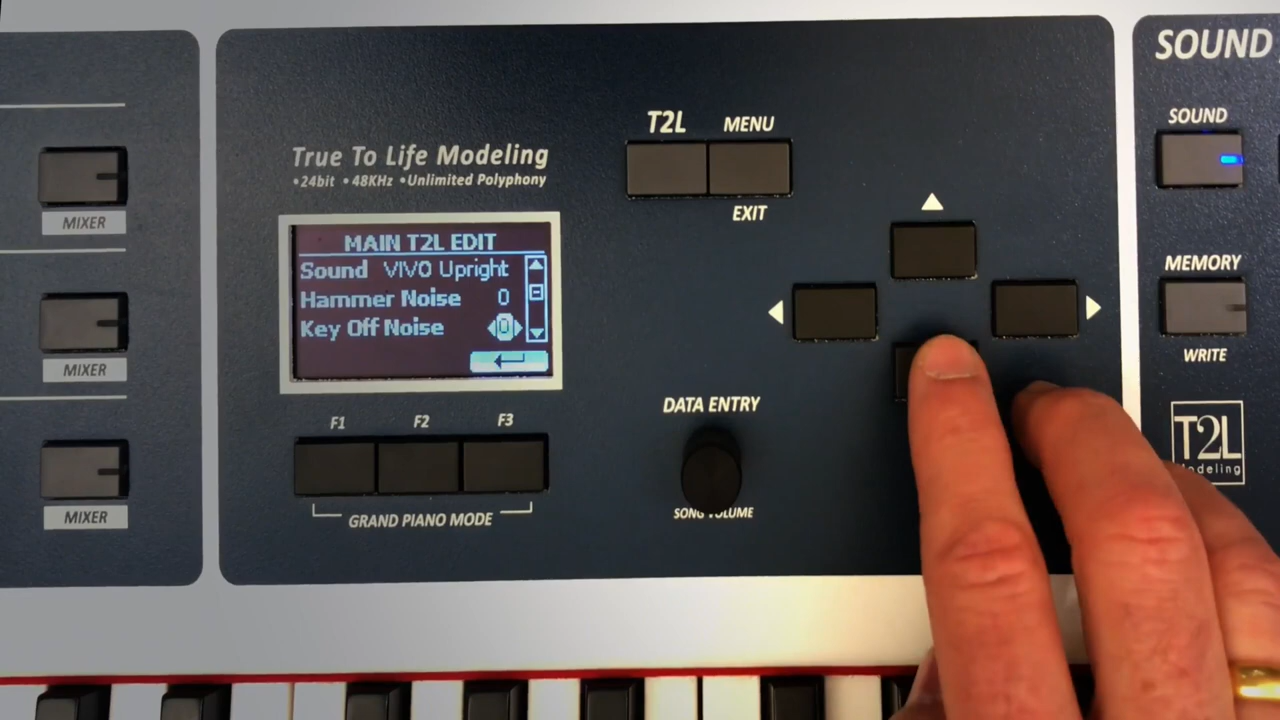 MIXER
MIXER
MIXER
True To Life Modeling
•24bit •48KHz •Unlimited Polyphony
MAIN T2L EDIT
Sound VIVO Upright
Hammer Noise 0
Key Off Noise 0
F1 F2 F3
GRAND PIANO MODE
T2L MENU
EXIT
DATA ENTRY
SONG VOLUME
SOUND
SOUND
MEMORY
WRITE
T2L
Modeling